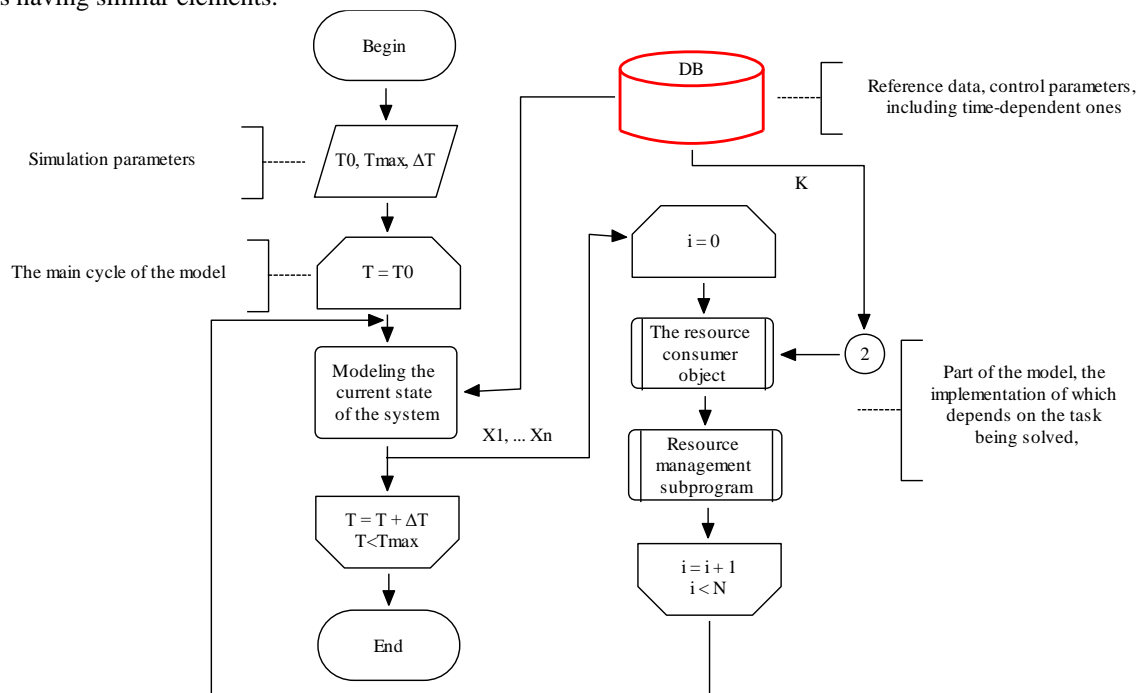 s having similar elements.
Begin
DB
Reference data, control parameters,
including time-dependent ones
Simulation parameters
T0, Tmax, ΔT
K
i = 0
The main cycle of the model
T = T0
The resource
consumer
object
2
Modeling the
current state
of the system
Part of the model, the
implementation of which
depends on the task
being solved,
X1, ... Xn
Resource
management
subprogram
T = T + ΔT
T<Tmax
i = i + 1
i < N
End